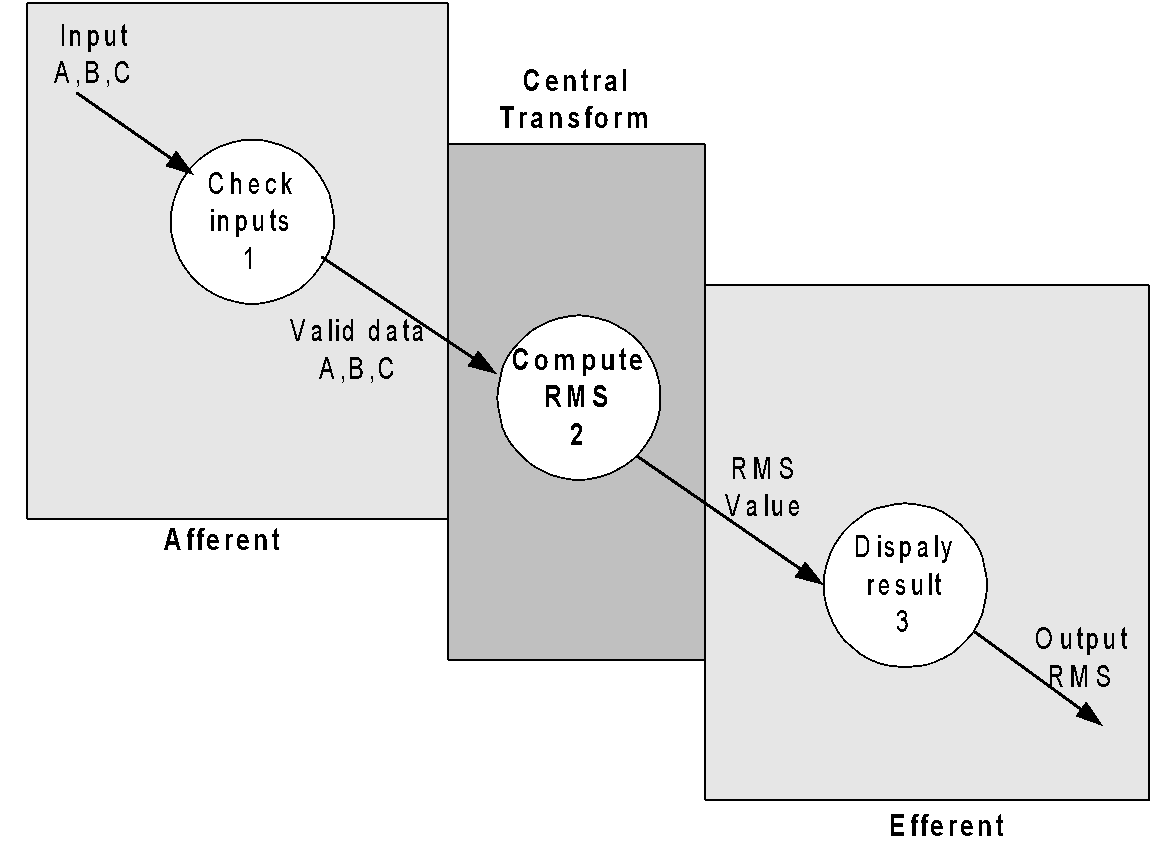 Input
A,B,C
Central
Transform
Check
inputs
1
Valid data
A,B,C
Compute
RMS
2
Afferent
RMS
Value
Dispaly
result
3
Output
RMS
Efferent